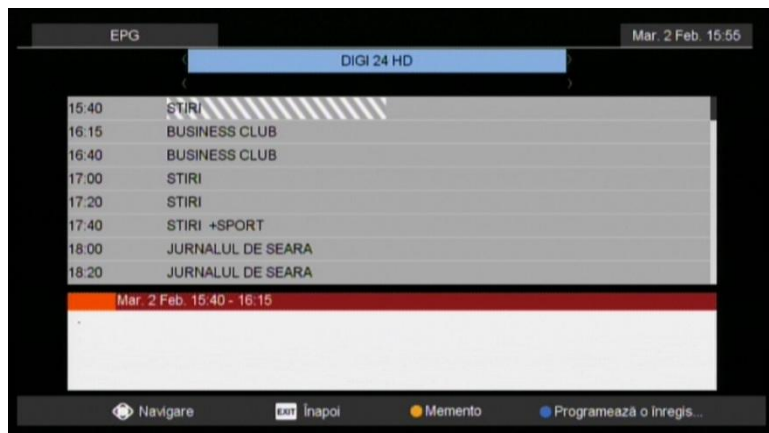 EPG Mar. 2 Feb. 15:55
DIGI 24 HD
15:40 STIRI
16:15 BUSINESS CLUB
16:40 BUSINESS CLUB
17:00 STIRI
17:20 STIRI
17:40 STIRI +SPORT
18:00 JURNALUL DE SEARA
18:20 JURNALUL DE SEARA
Mar. 2 Feb. 15:40 - 16:15
.
Navigare EXIT Înapoi Memento Programează o înregis...